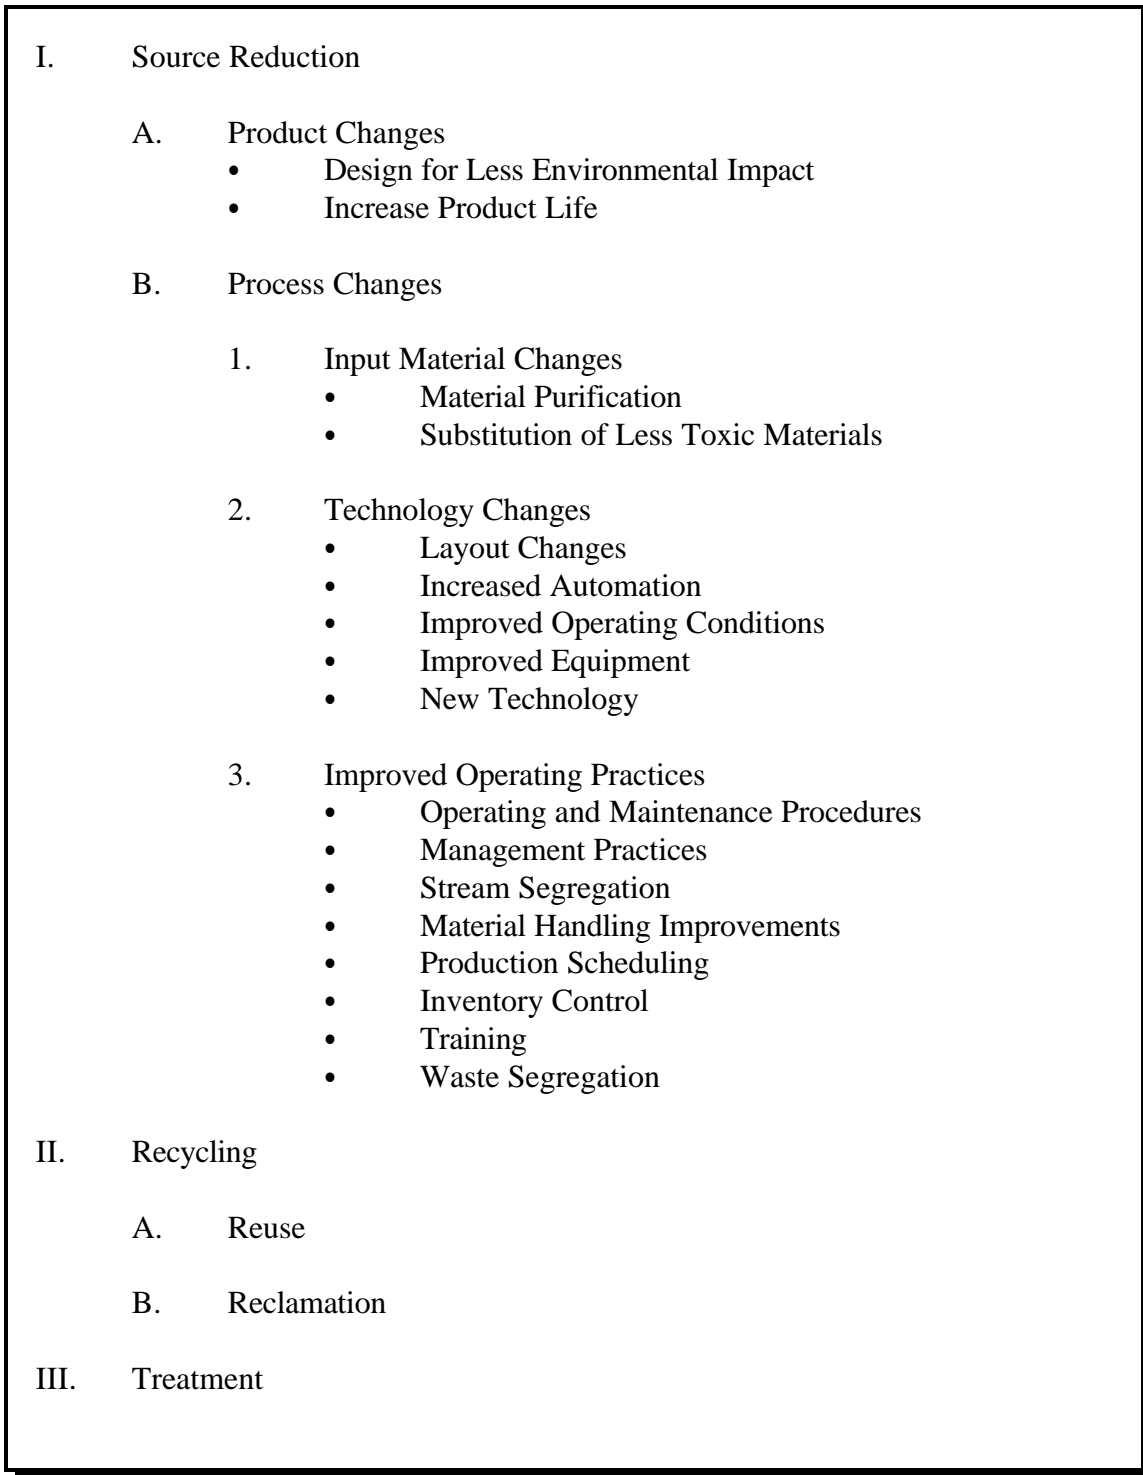 I. Source Reduction
A. Product Changes
• Design for Less Environmental Impact
• Increase Product Life
B. Process Changes
1. Input Material Changes
• Material Purification
• Substitution of Less Toxic Materials
2. Technology Changes
• Layout Changes
• Increased Automation
• Improved Operating Conditions
• Improved Equipment
• New Technology
3. Improved Operating Practices
• Operating and Maintenance Procedures
• Management Practices
• Stream Segregation
• Material Handling Improvements
• Production Scheduling
• Inventory Control
• Training
• Waste Segregation
II. Recycling
A. Reuse
B. Reclamation
III. Treatment